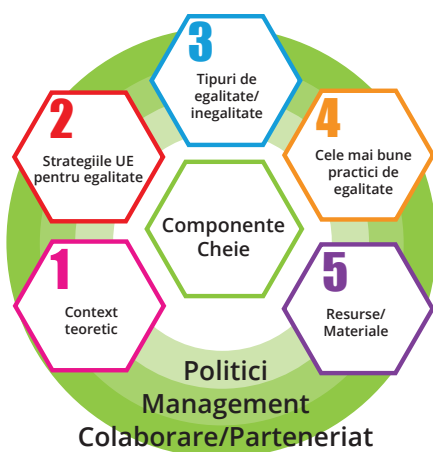 1
Context
teoretic
2
Strategiile UE
pentru egalitate
3
Tipuri de
egalitate/
inegalitate
4
Cele mai bune
practici de
egalitate
5
Resurse/
Materiale
Componente
Cheie
Politici
Management
Colaborare/Parteneriat